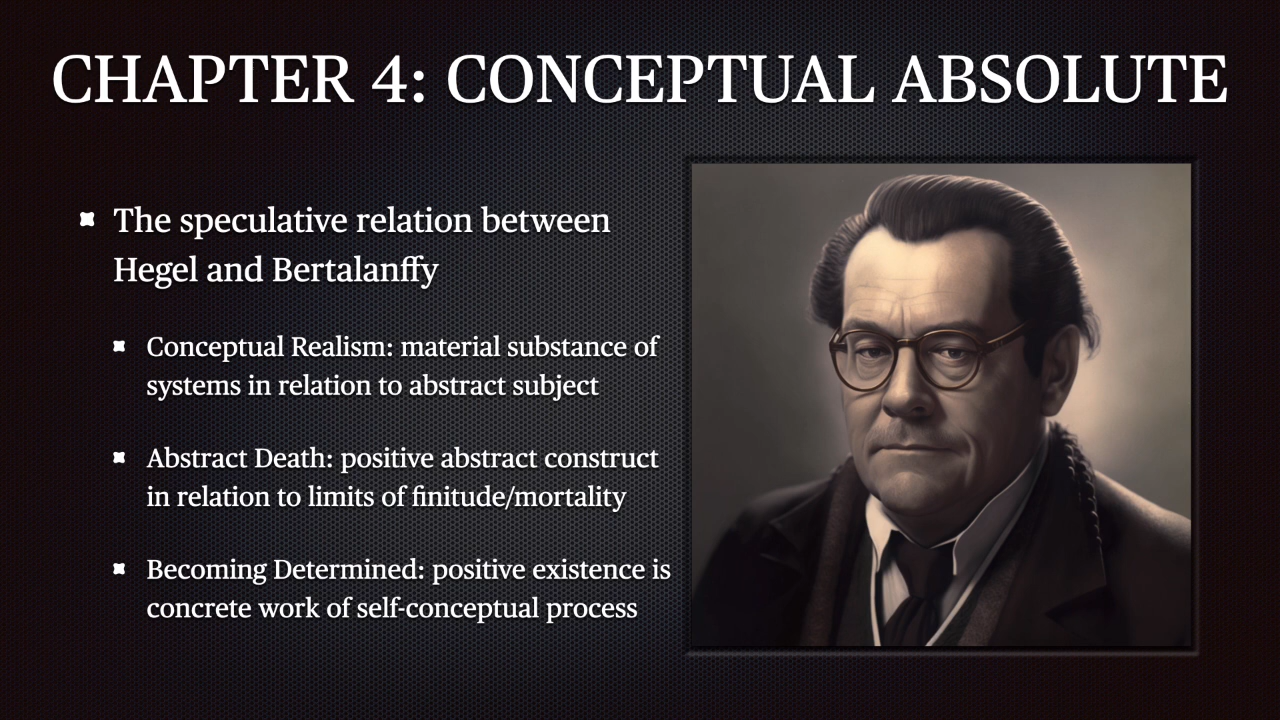 CHAPTER 4: CONCEPTUAL ABSOLUTE
The speculative relation between
Hegel and Bertalanffy
Conceptual Realism: material substance of
systems in relation to abstract subject
Abstract Death: positive abstract construct
in relation to limits of finitude/mortality
Becoming Determined: positive existence is
concrete work of self-conceptual process